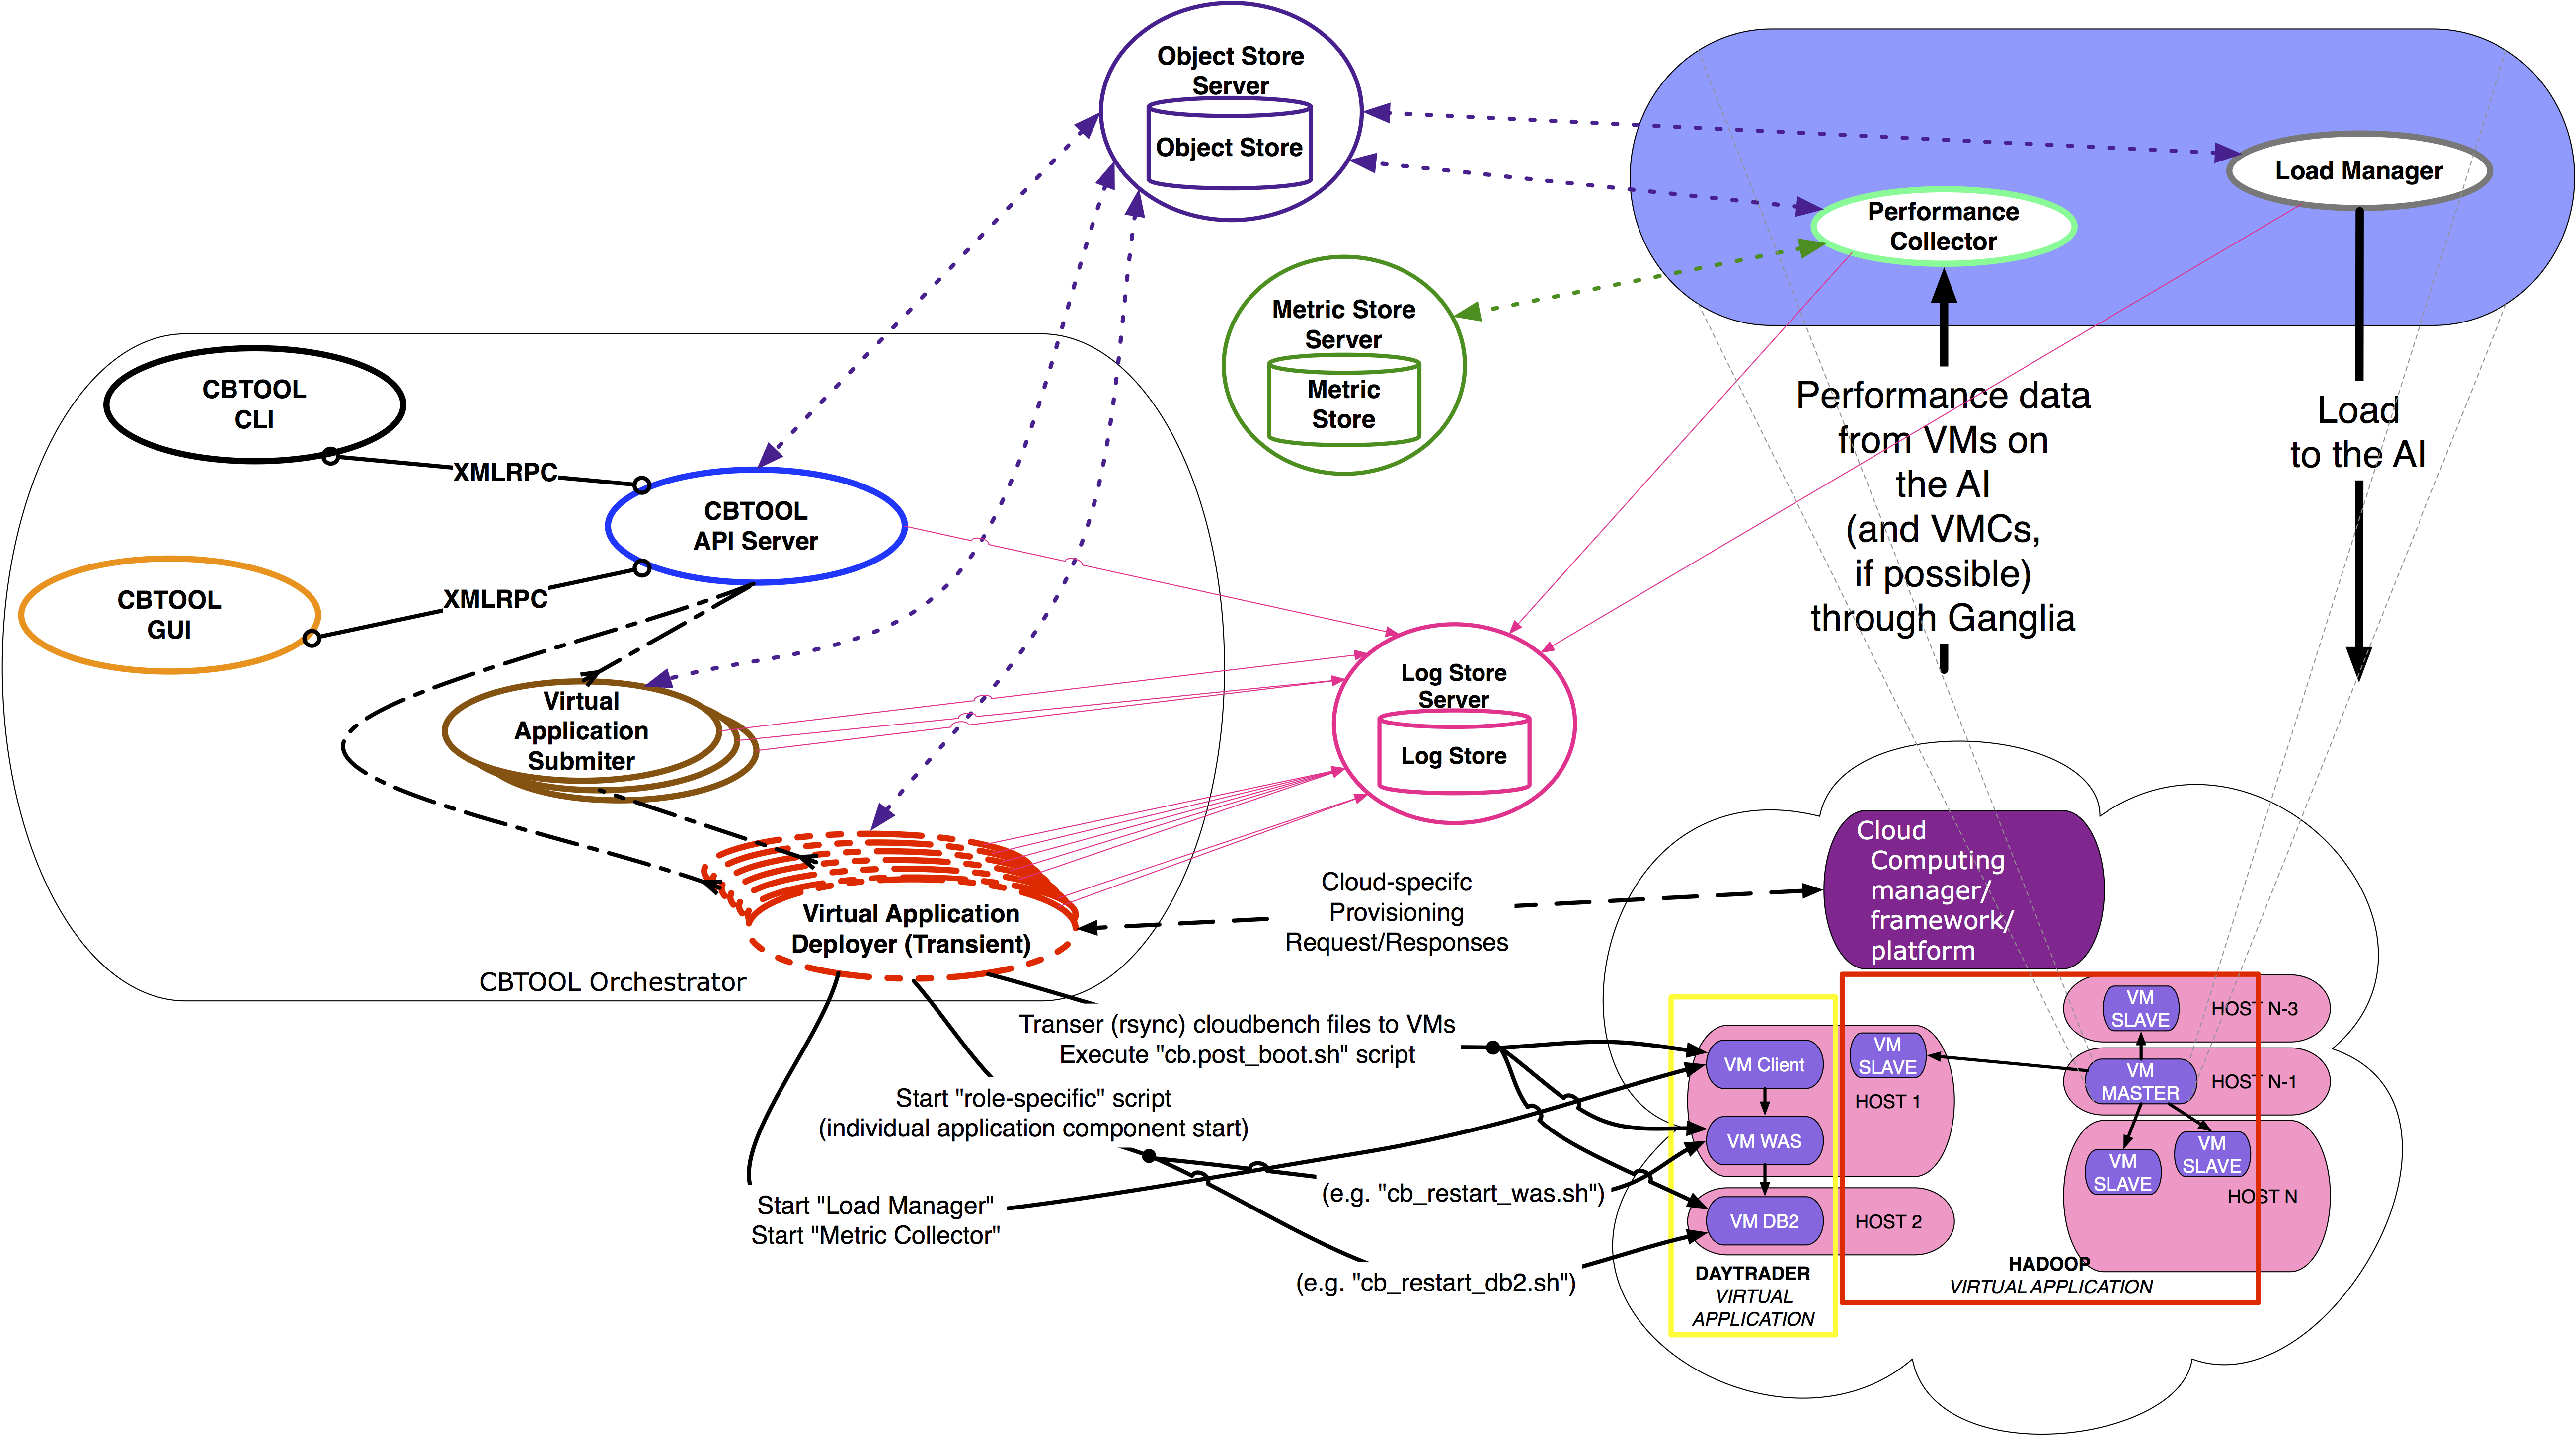 Object Store
Server
Object Store
Load Manager
Performance
Collector
Metric Store
Server
Metric
Store
CBTOOL
CLI
XMLRPC
CBTOOL
API Server
XMLRPC
CBTOOL
GUI
Performance data
from VMs on
the AI
(and VMCs,
if possible)
through Ganglia
Load
to the AI
Virtual
Application
Submiter
Log Store
Server
Log Store
Virtual Application
Deployer (Transient)
CBTOOL Orchestrator
Cloud-specifc
Provisioning
Request/Responses
Cloud
Computing
manager/
framework/
platform
Transer (rsync) cloudbench files to VMs
Execute "cb.post_boot.sh" script
Start "role-specific" script
(individual application component start)
Start "Load Manager"
Start "Metric Collector"
(e.g. "cb_restart_was.sh")
(e.g. "cb_restart_db2.sh")
VM Client
VM WAS
VM DB2
VM
SLAVE
HOST 1
HOST 2
VM
SLAVE
HOST N-3
VM
MASTER
HOST N-1
VM
SLAVE
VM
SLAVE
HOST N
DAYTRADER
VIRTUAL
APPLICATION
HADOOP
VIRTUAL APPLICATION